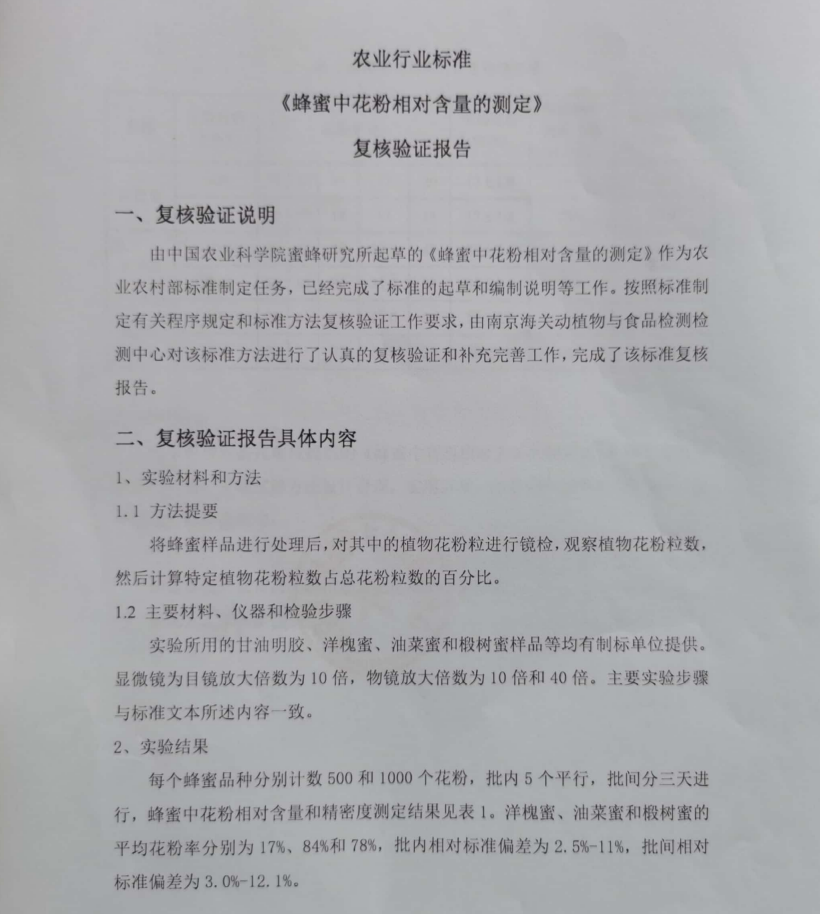 农业行业标准
《蜂蜜中花粉相对含量的测定》
复核验证报告
一、复核验证说明
由中国农业科学院蜜蜂研究所起草的《蜂蜜中花粉相对含量的测定》作为农
业农村部标准制定任务，已经完成了标准的起草和编制说明等工作。按照标准制
定有关程序规定和标准方法复核验证工作要求，由南京海关动植物与食品检测检
测中心对该标准方法进行了认真的复核验证和补充完善工作，完成了该标准复核
报告。
二、复核验证报告具体内容
1、实验材料和方法
1.1 方法提要
将蜂蜜样品进行处理后，对其中的植物花粉粒进行镜检，观察植物花粉粒数，
然后计算特定植物花粉粒数占总花粉粒数的百分比。
1.2 主要材料、仪器和检验步骤
实验所用的甘油明胶、洋槐蜜、油菜蜜和椴树蜜样品等均有制标单位提供。
显微镜为目镜放大倍数为 10 倍，物镜放大倍数为 10 倍和 40 倍。主要实验步骤
与标准文本所述内容一致。
2、实验结果
每个蜂蜜品种分别计数 500 和 1000 个花粉，批内 5 个平行，批间分三天进
行，蜂蜜中花粉相对含量和精密度测定结果见表 1。洋槐蜜、油菜蜜和椴树蜜的
平均花粉率分别为 17%、84%和 78%，批内相对标准偏差为 2.5%-11%，批间相对
标准偏差为 3.0%-12.1%。